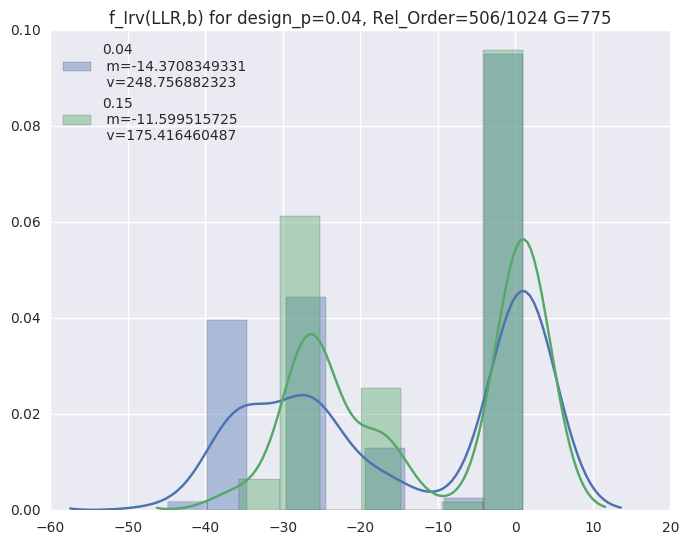 f_Irv(LLR,b) for design_p=0.04, Rel_Order=506/1024 G=775
0.04
m=-14.3708349331
v=248.756882323
0.15
m=-11.599515725
v=175.416460487
0.10
0.08
0.06
0.04
0.02
0.00
−60 −50 −40 −30 −20 −10 0 10 20